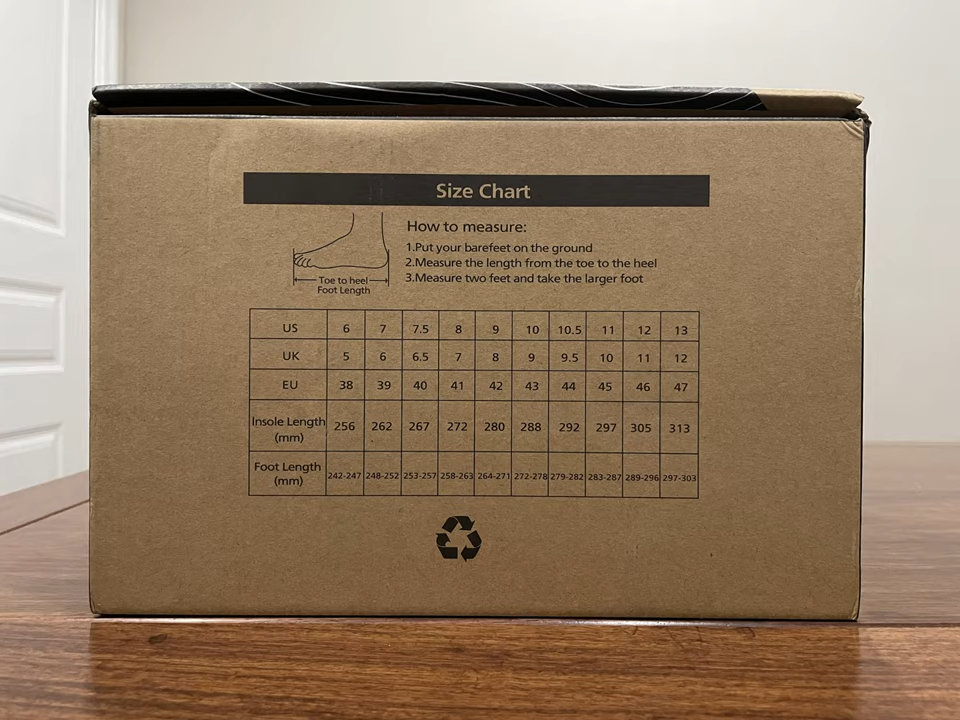 Size Chart
How to measure:
1.Put your barefeet on the ground
2.Measure the length from the toe to the heel
3.Measure two feet and take the larger foot
Toe to heel
Foot Length
US 6 7 7.5 8 9 10 10.5 11 12 13
UK 5 6 6.5 7 8 9 9.5 10 11 12
EU 38 39 40 41 42 43 44 45 46 47
Insole Length
(mm) 256 262 267 272 280 288 292 297 305 313
Foot Length
(mm) 242-247 248-252 253-257 258-263 264-271 272-278 279-282 283-287 289-296 297-303